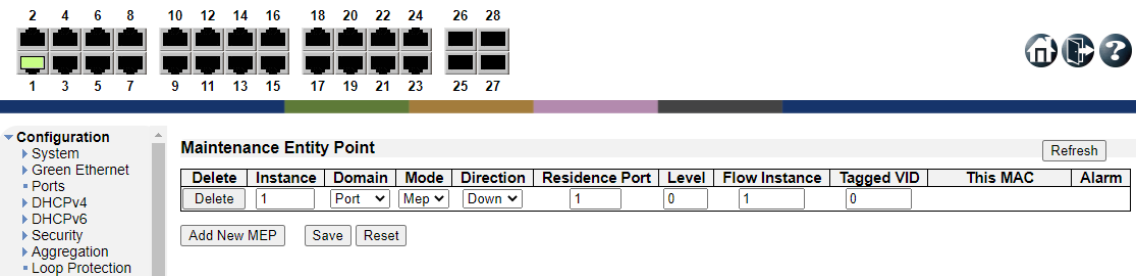 2 4 6 8 10 12 14 16 18 20 22 24 26 28
1 3 5 7 9 11 13 15 17 19 21 23 25 27
?
Configuration
System
Green Ethernet
Ports
DHCPv4
DHCPv6
Security
Aggregation
Loop Protection
Maintenance Entity Point
Refresh
Delete Instance Domain Mode Direction Residence Port Level Flow Instance Tagged VID This MAC Alarm
Delete 1 Port Mep Down 1 0 1 0
Add New MEP Save Reset